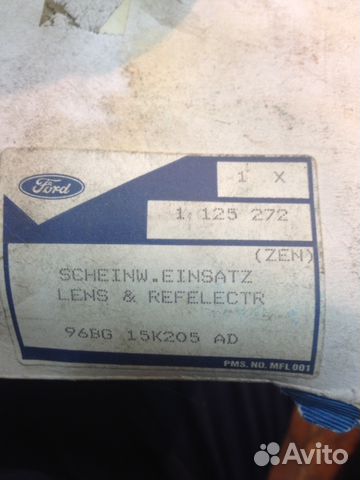 Ford
1 X
1 125 272
(ZEN)
SCHEINW.EINSATZ
LENS & REFELECTR
96BG 15K205 AD
PMS. NO. MFL 001
Avito